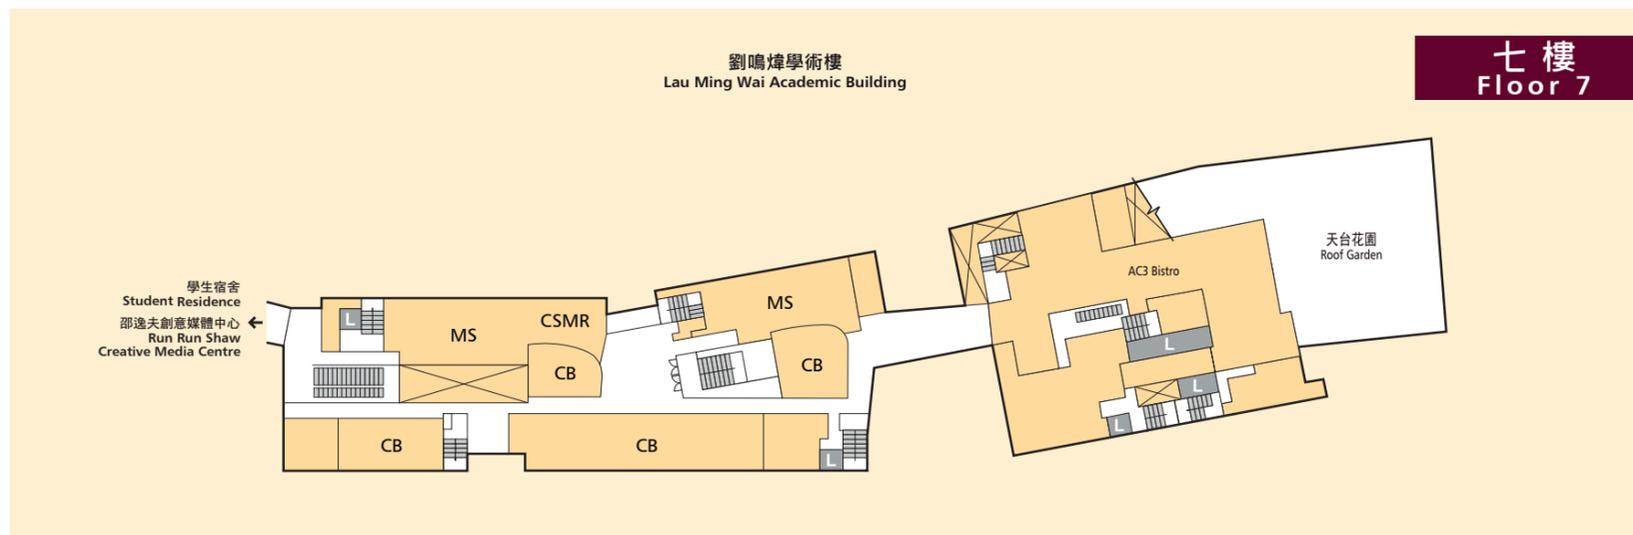 劉鳴煒學術樓
Lau Ming Wai Academic Building
七樓
Floor 7
天台花園
Roof Garden
AC3 Bistro
學生宿舍
Student Residence
邵逸夫創意媒體中心
Run Run Shaw
Creative Media Centre
L
MS
CSMR
CB
MS
CB
CB
CB
L
L
L
L